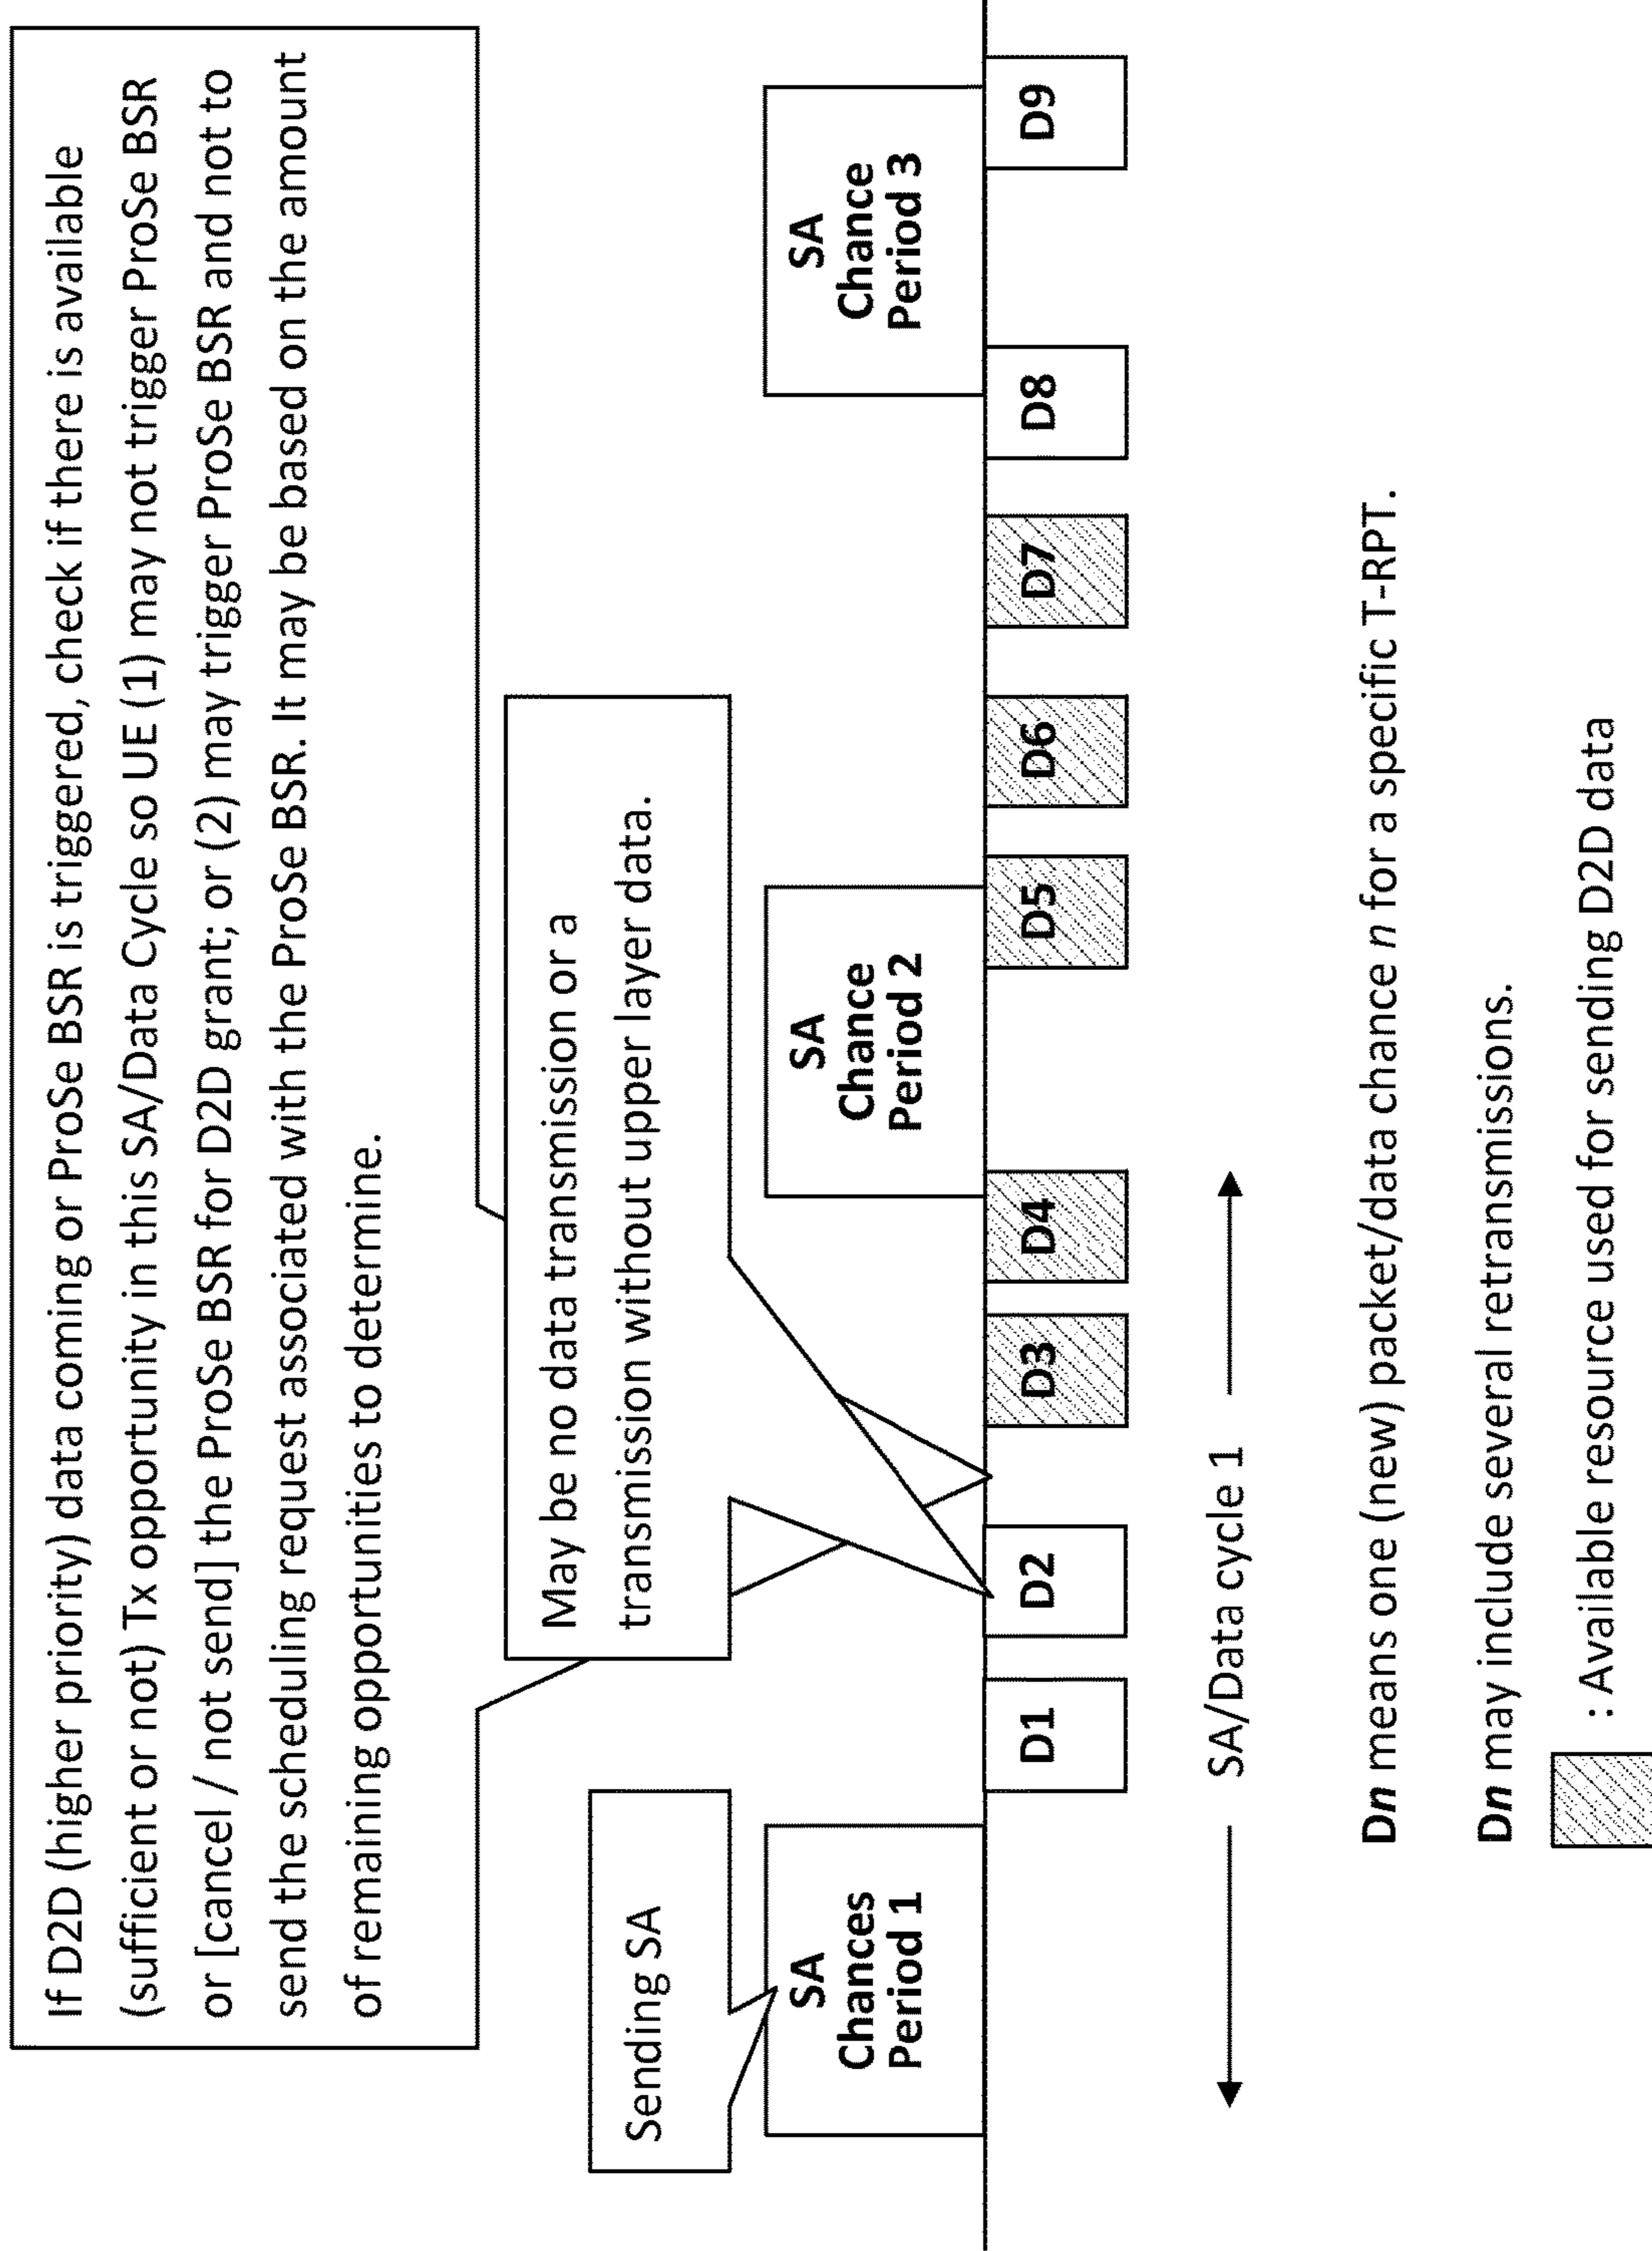 If D2D (higher priority) data coming or ProSe BSR is triggered, check if there is available
(sufficient or not) Tx opportunity in this SA/Data Cycle so UE (1) may not trigger ProSe BSR
or [cancel / not send] the ProSe BSR for D2D grant; or (2) may trigger ProSe BSR and not to
send the scheduling request associated with the ProSe BSR. It may be based on the amount
of remaining opportunities to determine.
May be no data transmission or a
transmission without upper layer data.
Sending SA
SA
Chances
Period 1
SA
Chance
Period 2
SA
Chance
Period 3
D1
D2
D3
D4
D5
D6
D7
D8
D9
SA/Data cycle 1
Dn means one (new) packet/data chance n for a specific T-RPT.
Dn may include several retransmissions.
: Available resource used for sending D2D data